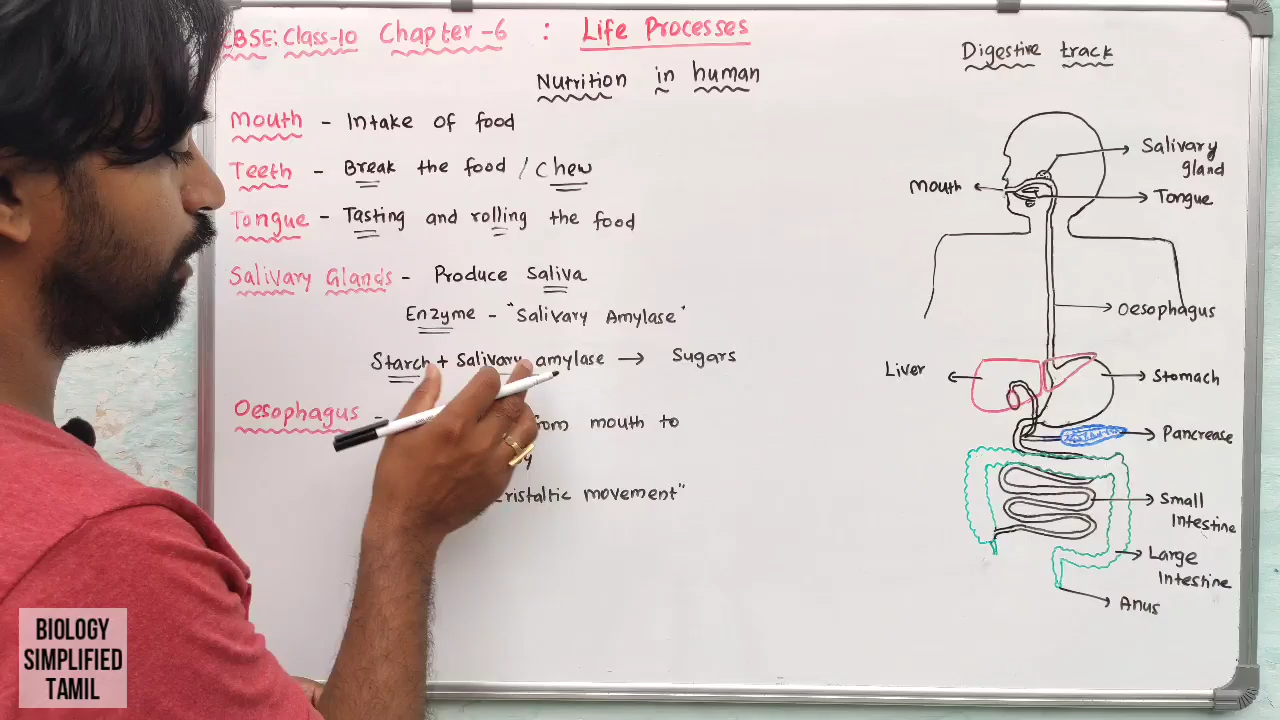 CBSE: Class-10 Chapter-6 : Life Processes
Nutrition in human
Mouth - Intake of food
Teeth - Break the food / Chew
Tongue - Tasting and rolling the food
Salivary Glands - Produce Saliva
Enzyme - "Salivary Amylase"
Starch + Salivary amylase → Sugars
Oesophagus -
mouth to
movement"
Digestive track
Salivary gland
Mouth
Tongue
Oesophagus
Liver
Stomach
Pancrease
Small Intestine
Large Intestine
Anus
BIOLOGY
SIMPLIFIED
TAMIL